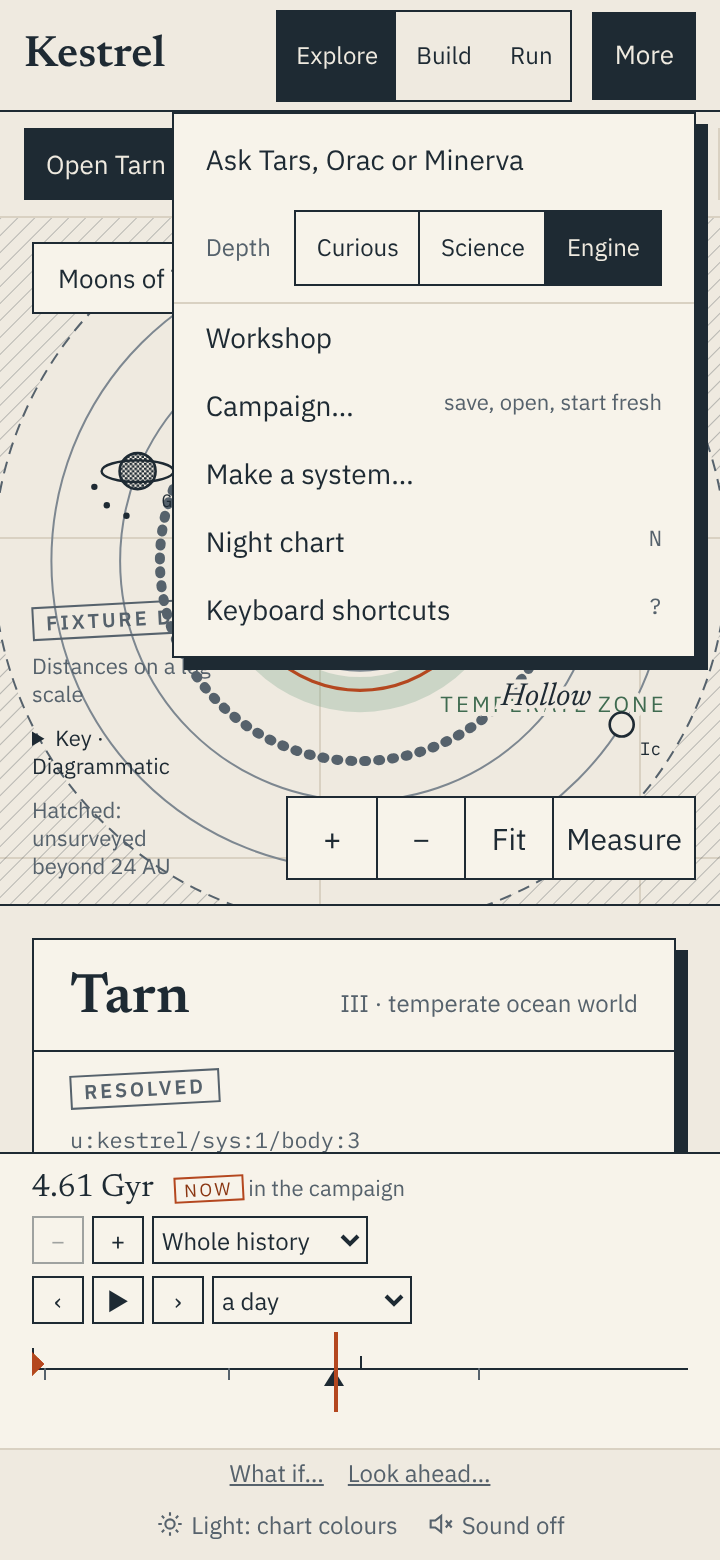 Kestrel
Explore
Build
Run
More
Open Tarn
Ask Tars, Orac or Minerva
Depth
Curious
Science
Engine
Moons of
Workshop
Campaign... save, open, start fresh
Make a system...
Night chart N
Keyboard shortcuts ?
FIXTURE
Distances on a log
scale
Hollow
TEMPERATE ZONE
Key ·
Diagrammatic
Ic
Hatched:
unsurveyed
beyond 24 AU
+
−
Fit
Measure
Tarn
III · temperate ocean world
RESOLVED
u:kestrel/sys:1/body:3
4.61 Gyr NOW in the campaign
− + Whole history
‹ › a day
What if... Look ahead...
Light: chart colours Sound off